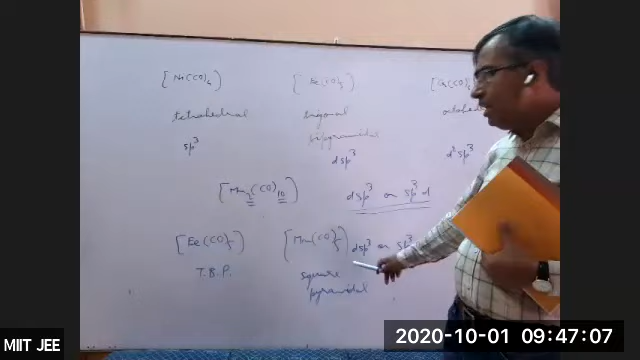 [Ni(CO)4] [Fe(CO)5] [Cr(CO)6
tetrahedral trigonal octahed
bipyramidal
sp³ dsp³ d²sp³
[Mn2(CO)10] dsp³ or sp³d
[Fe(CO)5] [Mn(CO)5] dsp³ or sp³
T.B.P. square
pyramidal
MIIT JEE
2020-10-01 09:47:07